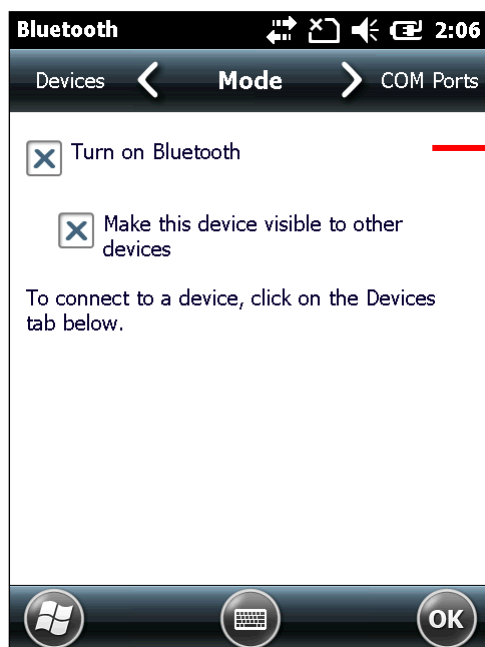 Bluetooth 2:06
Devices Mode COM Ports
Turn on Bluetooth
Make this device visible to other
devices
To connect to a device, click on the Devices
tab below.
OK